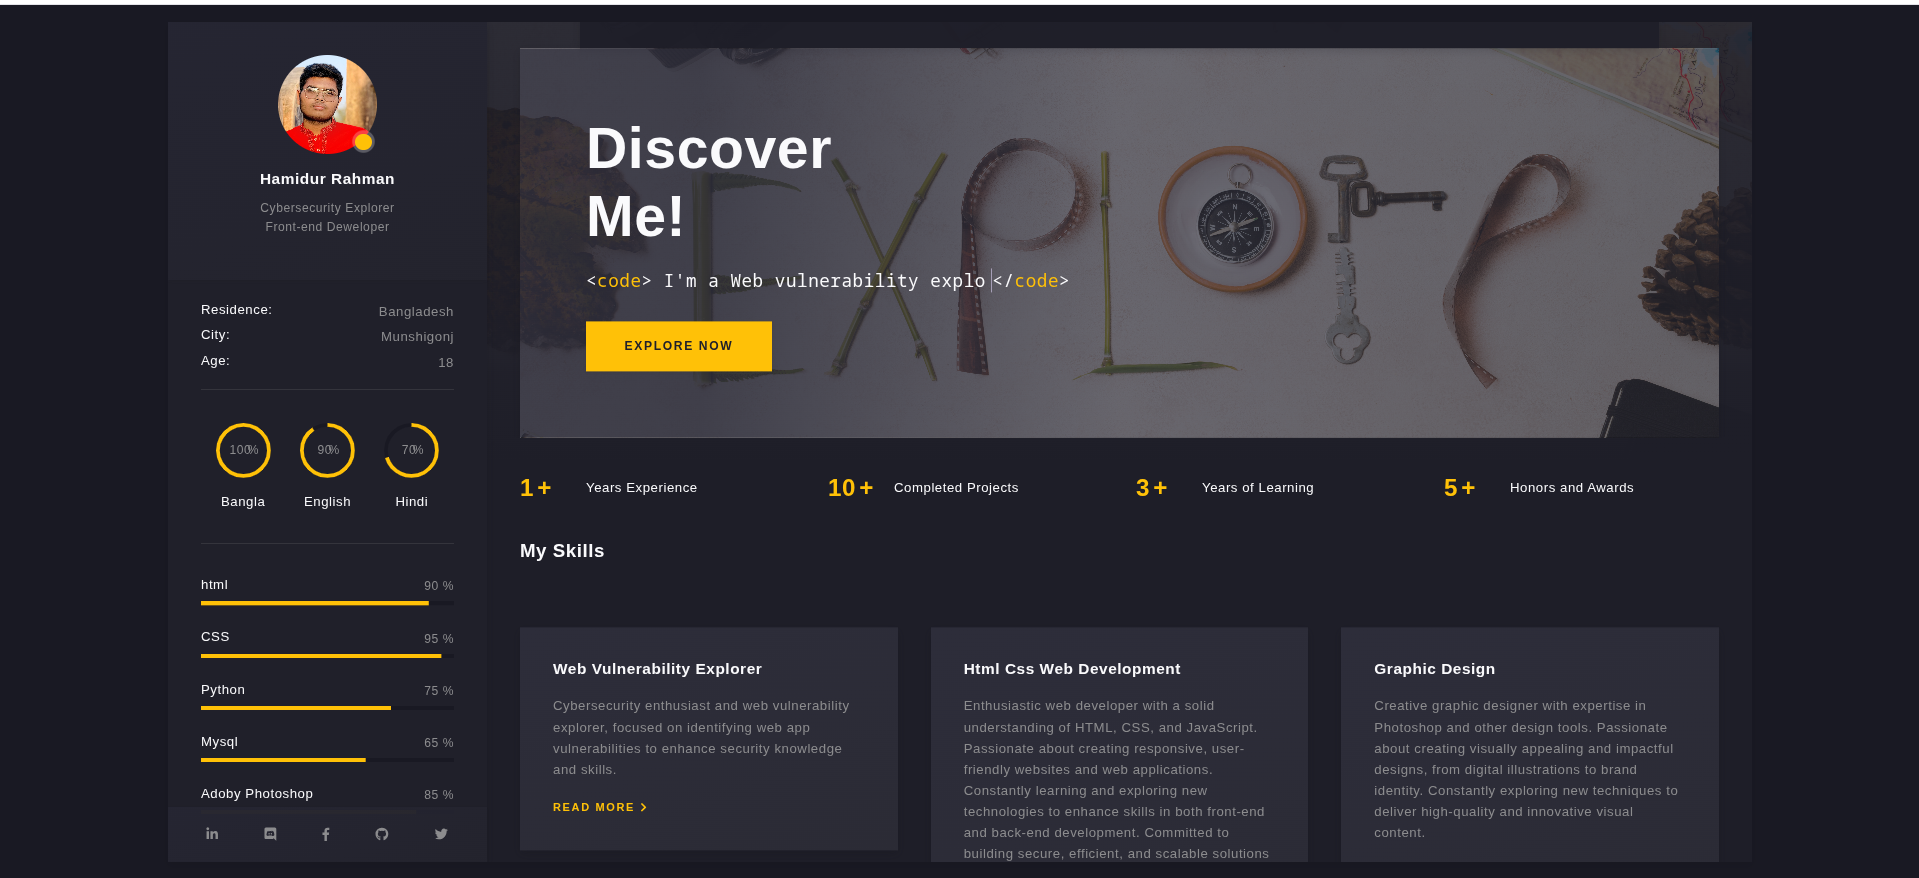 Hamidur Rahman
Cybersecurity Explorer
Front-end Deweloper
Residence: Bangladesh
City: Munshigonj
Age: 18
100% 90% 70%
Bangla English Hindi
html 90 %
CSS 95 %
Python 75 %
Mysql 65 %
Adoby Photoshop 85 %
in
Discover
Me!
<code> I'm a Web vulnerability explo</code>
EXPLORE NOW
EXPLOR
N
E
S
W
1 + Years Experience
10 + Completed Projects
3 + Years of Learning
5 + Honors and Awards
My Skills
Web Vulnerability Explorer
Cybersecurity enthusiast and web vulnerability
explorer, focused on identifying web app
vulnerabilities to enhance security knowledge
and skills.
READ MORE
Html Css Web Development
Enthusiastic web developer with a solid
understanding of HTML, CSS, and JavaScript.
Passionate about creating responsive, user-
friendly websites and web applications.
Constantly learning and exploring new
technologies to enhance skills in both front-end
and back-end development. Committed to
building secure, efficient, and scalable solutions
Graphic Design
Creative graphic designer with expertise in
Photoshop and other design tools. Passionate
about creating visually appealing and impactful
designs, from digital illustrations to brand
identity. Constantly exploring new techniques to
deliver high-quality and innovative visual
content.